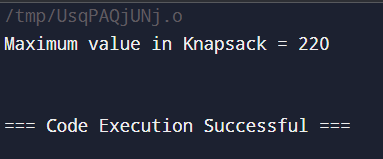 /tmp/UsqPAQjUNj.o
Maximum value in Knapsack = 220
=== Code Execution Successful ===